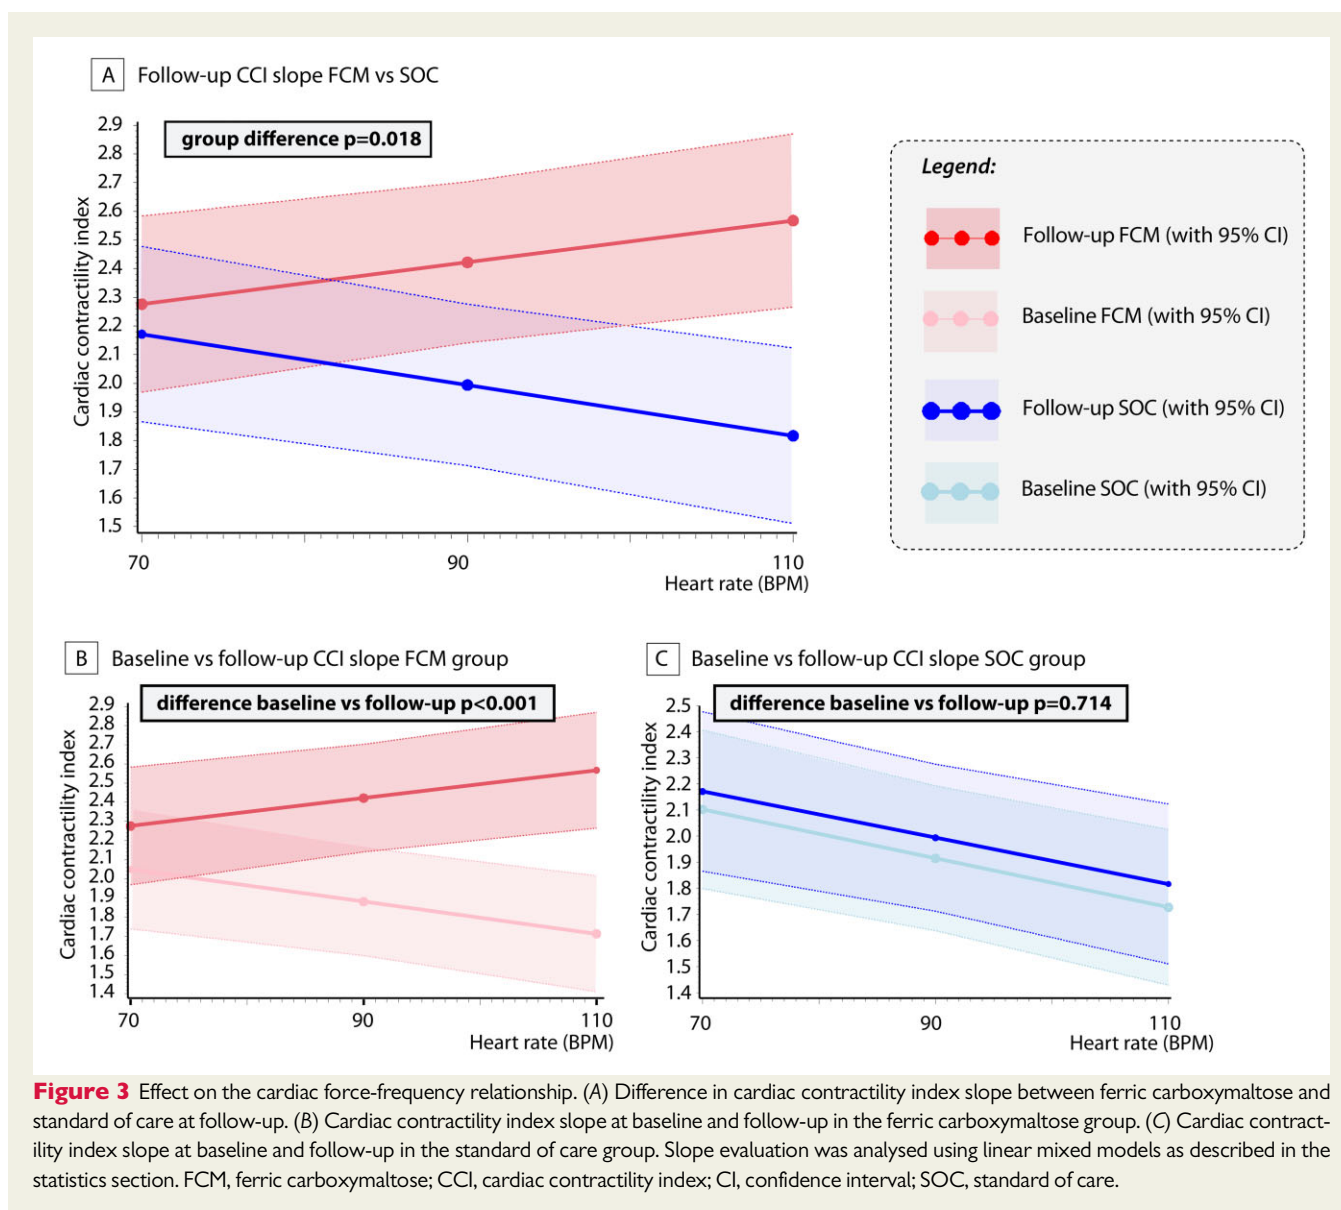 A Follow-up CCI slope FCM vs SOC
group difference p=0.018
Cardiac contractility index
2.9
2.8
2.7
2.6
2.5
2.4
2.3
2.2
2.1
2.0
1.9
1.8
1.7
1.6
1.5
70 90 110
Heart rate (BPM)
Legend:
Follow-up FCM (with 95% CI)
Baseline FCM (with 95% CI)
Follow-up SOC (with 95% CI)
Baseline SOC (with 95% CI)
B Baseline vs follow-up CCI slope FCM group
difference baseline vs follow-up p<0.001
Cardiac contractility index
2.9
2.8
2.7
2.6
2.5
2.4
2.3
2.2
2.1
2.0
1.9
1.8
1.7
1.6
1.5
1.4
70 90 110
Heart rate (BPM)
C Baseline vs follow-up CCI slope SOC group
difference baseline vs follow-up p=0.714
Cardiac contractility index
2.5
2.4
2.3
2.2
2.1
2.0
1.9
1.8
1.7
1.6
1.5
1.4
70 90 110
Heart rate (BPM)
Figure 3 Effect on the cardiac force-frequency relationship. (A) Difference in cardiac contractility index slope between ferric carboxymaltose and
standard of care at follow-up. (B) Cardiac contractility index slope at baseline and follow-up in the ferric carboxymaltose group. (C) Cardiac contract-
ility index slope at baseline and follow-up in the standard of care group. Slope evaluation was analysed using linear mixed models as described in the
statistics section. FCM, ferric carboxymaltose; CCI, cardiac contractility index; CI, confidence interval; SOC, standard of care.